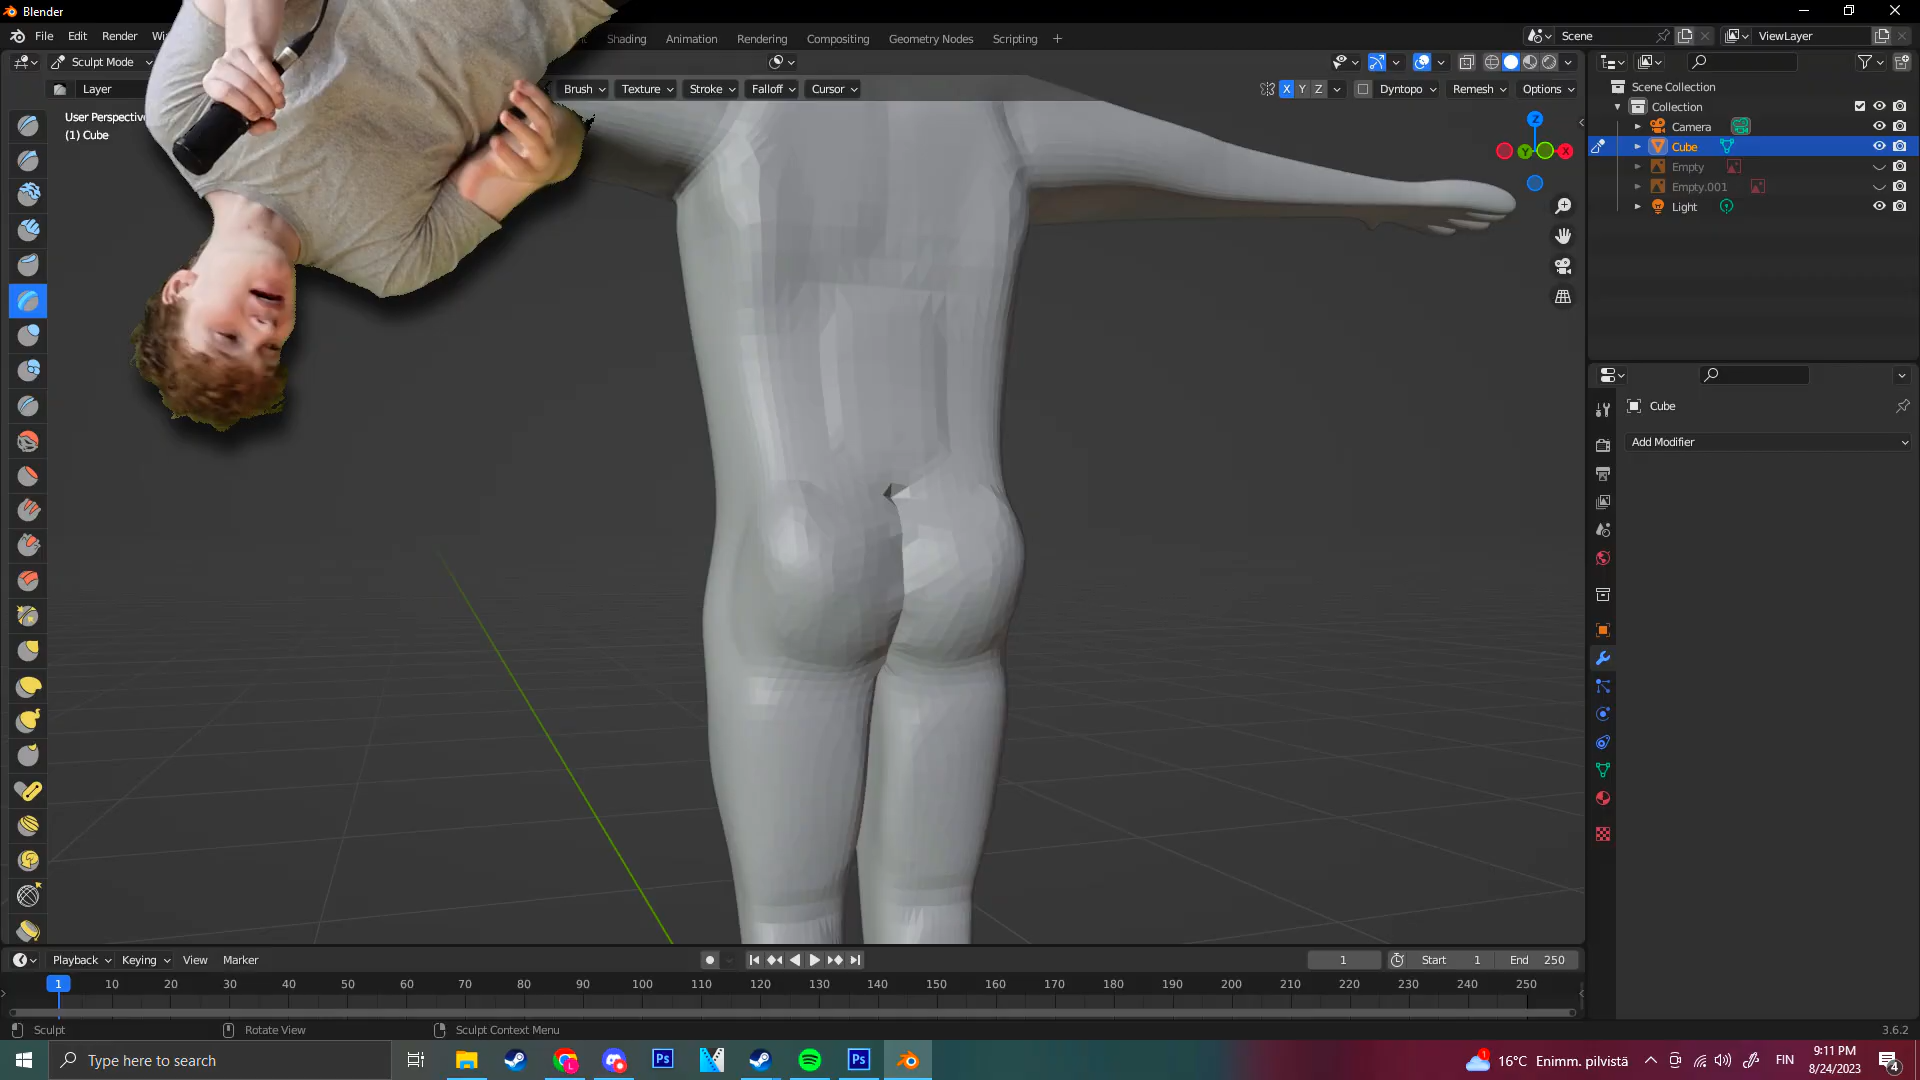 Blender
File Edit Render Wi
Shading Animation Rendering Compositing Geometry Nodes Scripting +
Scene
ViewLayer
Sculpt Mode
Layer
Brush Texture Stroke Falloff Cursor
X Y Z
Dyntopo Remesh Options
User Perspective
(1) Cube
Z
Y
X
Scene Collection
Collection
Camera
Cube
Empty
Empty.001
Light
Cube
Add Modifier
Playback Keying View Marker
1
Start 1
End 250
1 10 20 30 40 50 60 70 80 90 100 110 120 130 140 150 160 170 180 190 200 210 220 230 240 250
Sculpt
Rotate View
Sculpt Context Menu
3.6.2
Type here to search
Ps
Ps
1
16°C Enimm. pilvistä
FIN
9:11 PM
8/24/2023
4